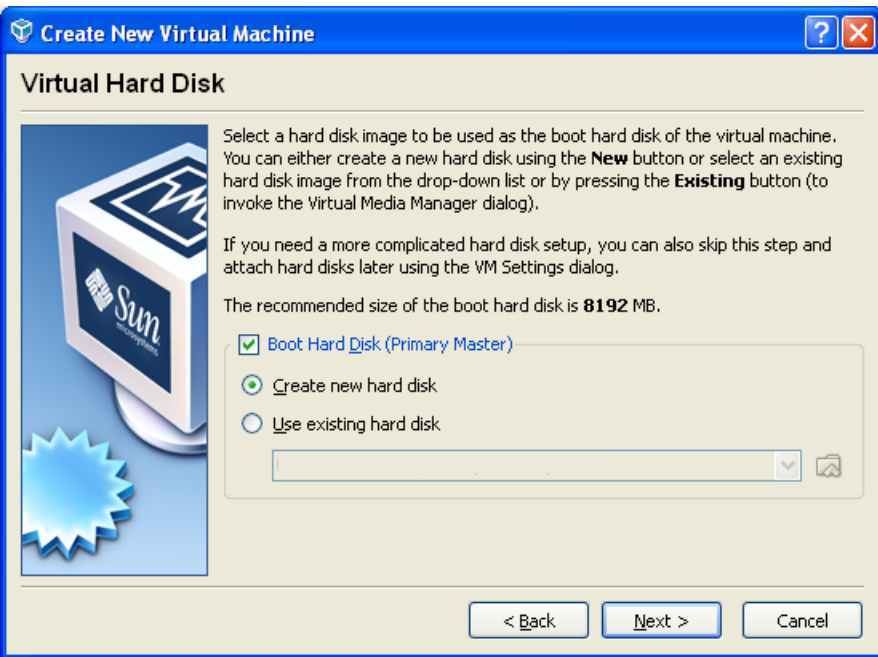 Create New Virtual Machine
Virtual Hard Disk
Select a hard disk image to be used as the boot hard disk of the virtual machine.
You can either create a new hard disk using the New button or select an existing
hard disk image from the drop-down list or by pressing the Existing button (to
invoke the Virtual Media Manager dialog).
If you need a more complicated hard disk setup, you can also skip this step and
attach hard disks later using the VM Settings dialog.
The recommended size of the boot hard disk is 8192 MB.
Sun
microsystems
Boot Hard Disk (Primary Master)
Create new hard disk
Use existing hard disk
< Back
Next >
Cancel